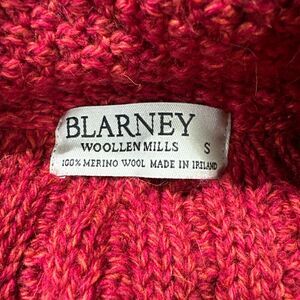 BLARNEY
WOOLLEN MILLS S
100% MERINO WOOL MADE IN IRELAND